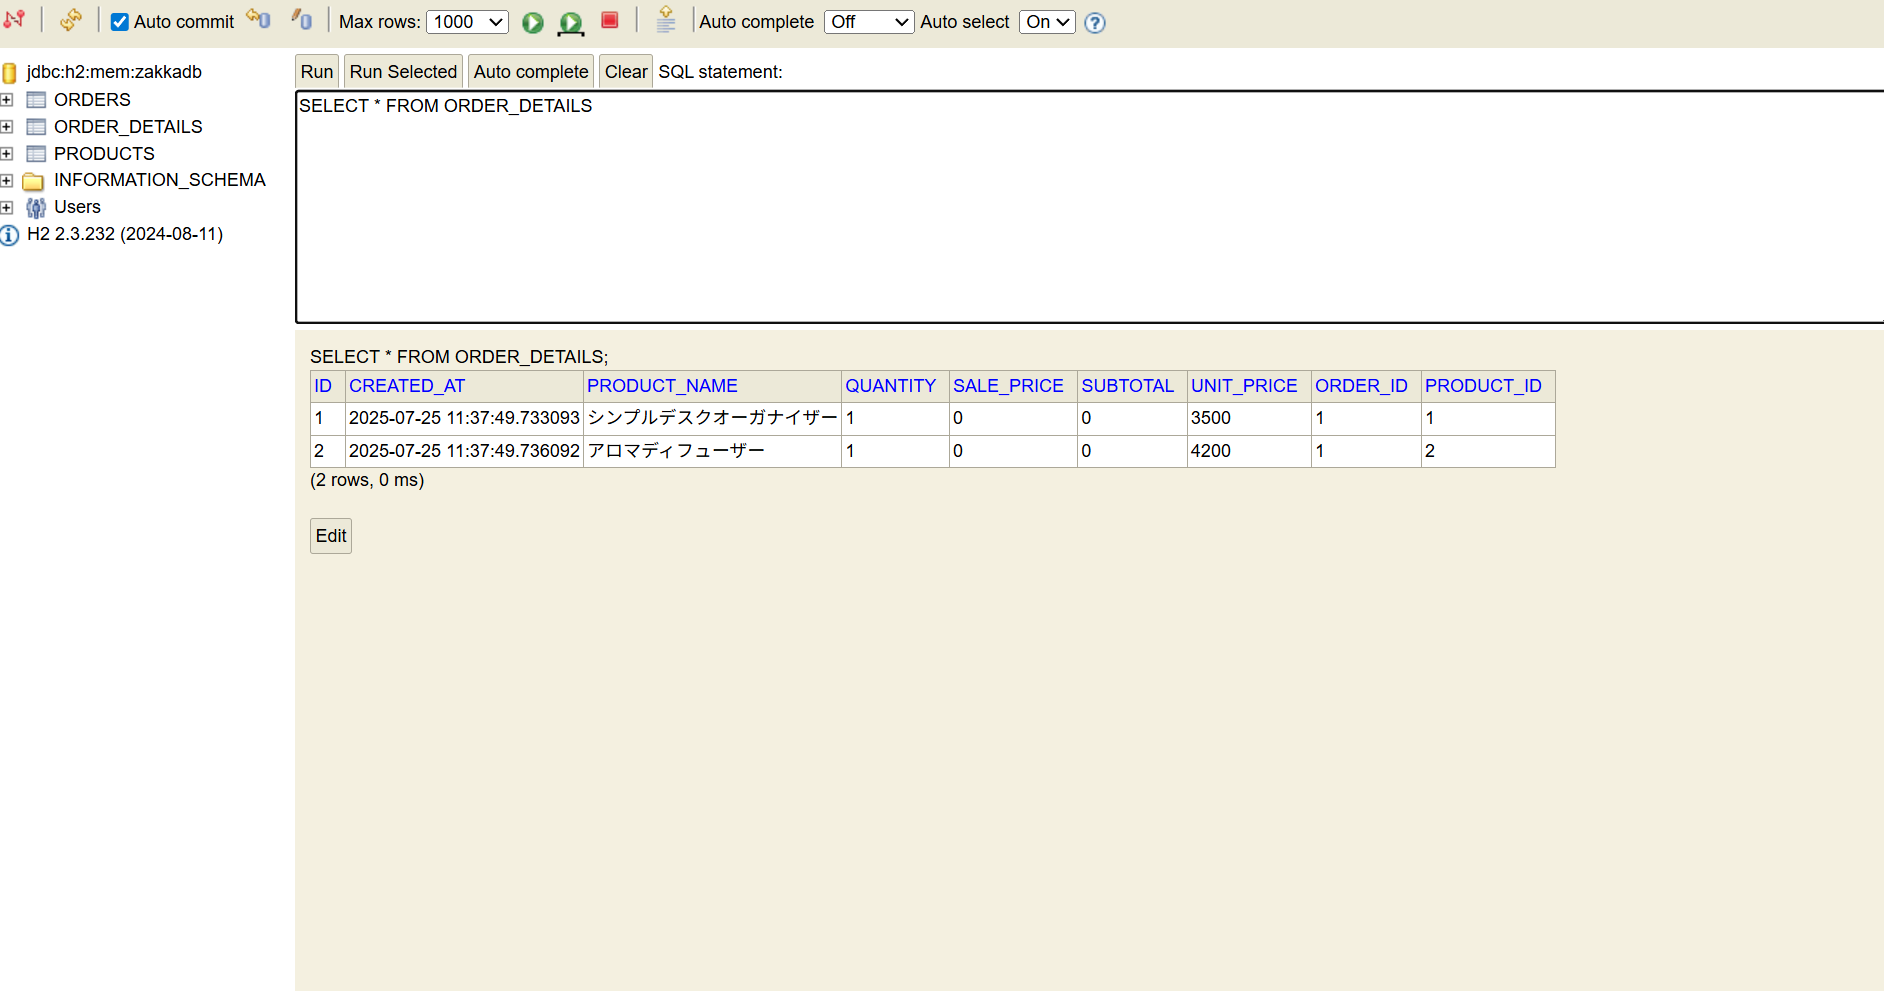 Auto commit Max rows: 1000 Auto complete Off Auto select On
jdbc:h2:mem:zakkadb
ORDERS
ORDER_DETAILS
PRODUCTS
INFORMATION_SCHEMA
Users
H2 2.3.232 (2024-08-11)
Run Run Selected Auto complete Clear SQL statement:
SELECT * FROM ORDER_DETAILS
SELECT * FROM ORDER_DETAILS;
ID CREATED_AT PRODUCT_NAME QUANTITY SALE_PRICE SUBTOTAL UNIT_PRICE ORDER_ID PRODUCT_ID
1 2025-07-25 11:37:49.733093 シンプルデスクオーガナイザー 1 0 0 3500 1 1
2 2025-07-25 11:37:49.736092 アロマディフューザー 1 0 0 4200 1 2
(2 rows, 0 ms)
Edit